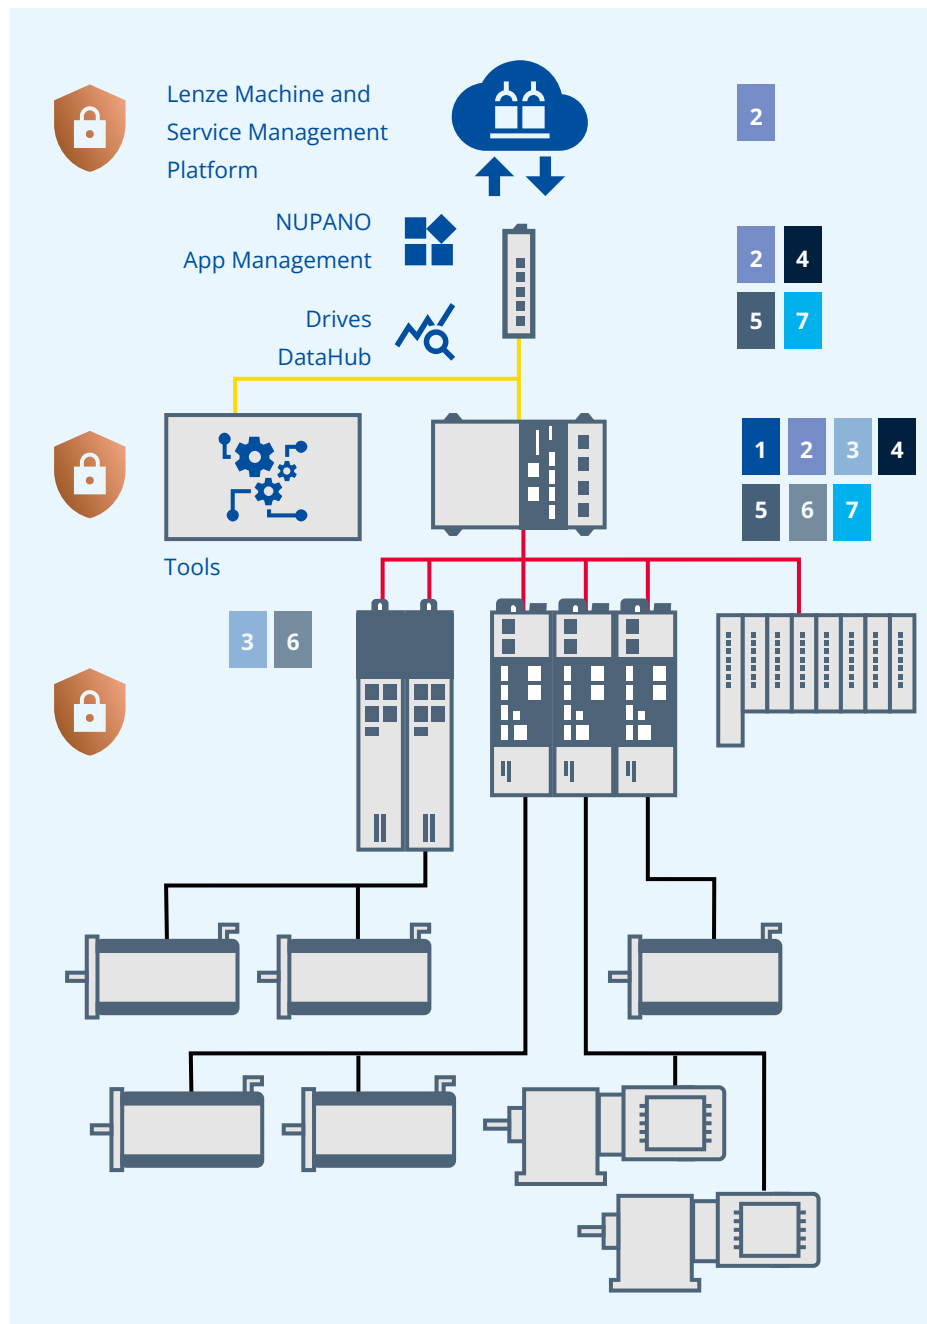 Lenze Machine and
Service Management
Platform
2
NUPANO
App Management
2 4
Drives
DataHub
5 7
1 2 3 4
5 6 7
Tools
3 6